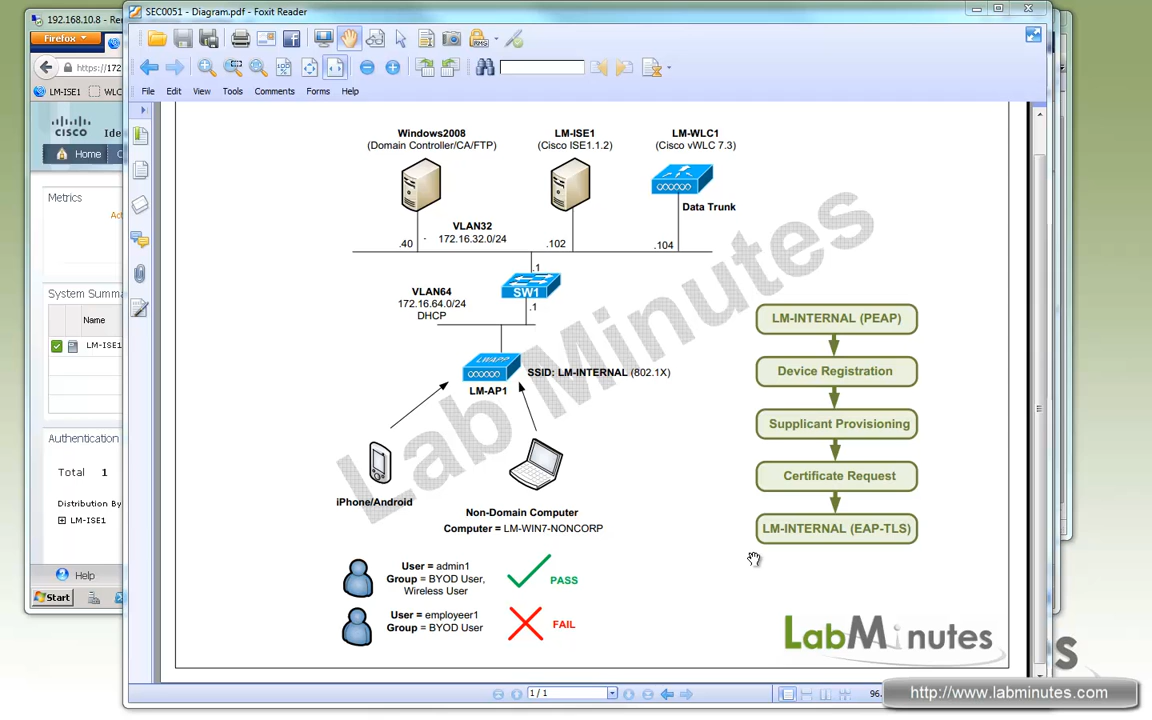 192.168.10.8 - Re
SEC0051 - Diagram.pdf - Foxit Reader
Firefox
https://172
LM-ISE1
WLC
File Edit View Tools Comments Forms Help
CISCO Ide
Home
Metrics
System Summa
Name
LM-ISE1
Authentication
Total 1
Distribution By
LM-ISE1
Help
Start
Windows2008
(Domain Controller/CA/FTP)
LM-ISE1
(Cisco ISE1.1.2)
LM-WLC1
(Cisco vWLC 7.3)
Data Trunk
VLAN32
172.16.32.0/24
.40
.102
.104
.1
SW1
.1
VLAN64
172.16.64.0/24
DHCP
LWAPP
SSID: LM-INTERNAL (802.1X)
LM-AP1
iPhone/Android
Non-Domain Computer
Computer = LM-WIN7-NONCORP
User = admin1
Group = BYOD User,
Wireless User
PASS
User = employeer1
Group = BYOD User
FAIL
LM-INTERNAL (PEAP)
Device Registration
Supplicant Provisioning
Certificate Request
LM-INTERNAL (EAP-TLS)
Lab Minutes
LabMinutes
1 / 1
96.
http://www.labminutes.com